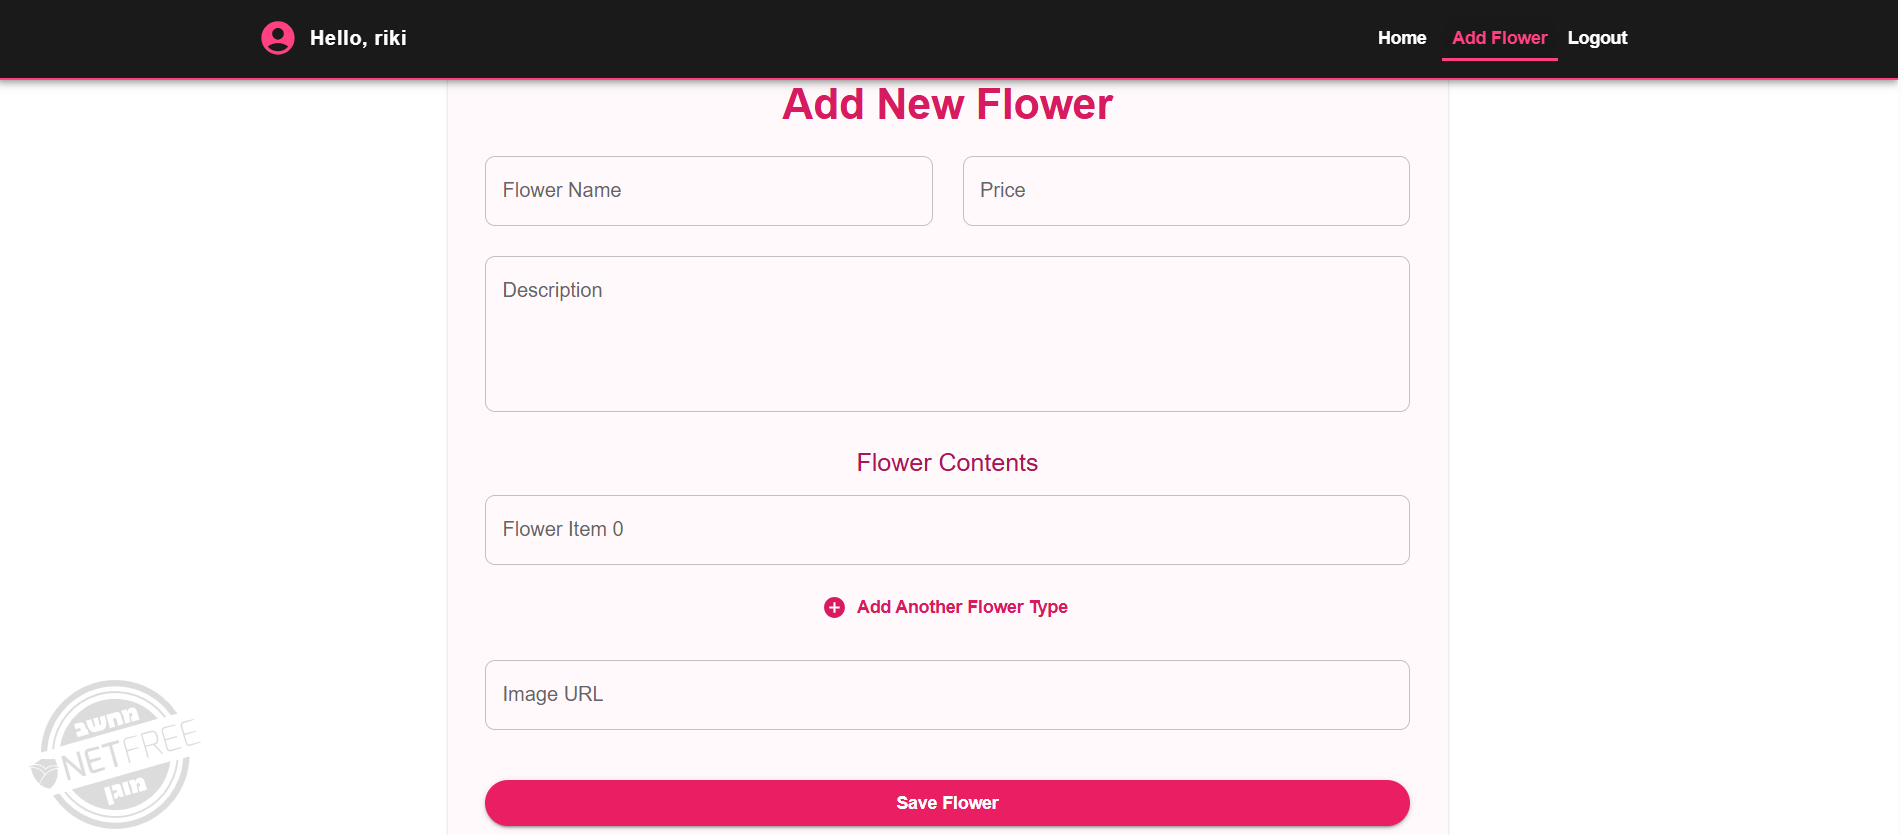 Hello, riki
Home
Add Flower
Logout
Add New Flower
Flower Name
Price
Description
Flower Contents
Flower Item 0
Add Another Flower Type
Image URL
Save Flower
מחשב
NETFREE
מוגן